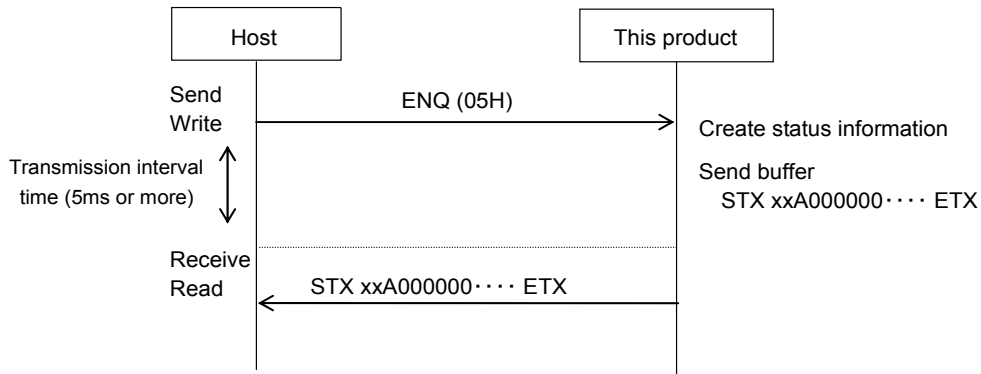 Host
This product
Send
Write
ENQ (05H)
Create status information
Transmission interval
time (5ms or more)
Send buffer
STX xxA000000‥‥ ETX
Receive
Read
STX xxA000000‥‥ ETX